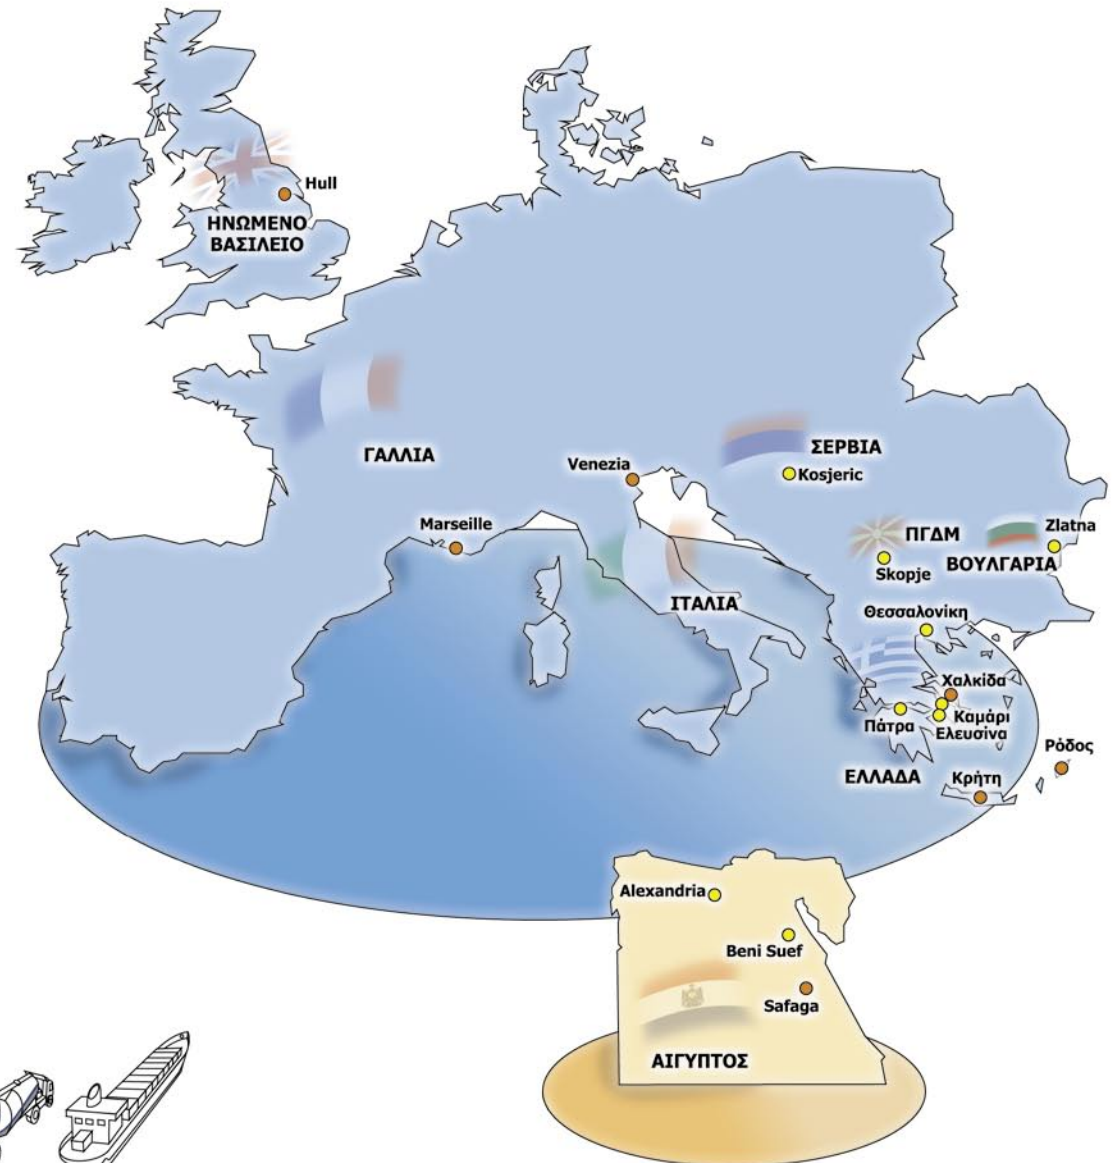 Hull
ΗΝΩΜΕΝΟ
ΒΑΣΙΛΕΙΟ
ΓΑΛΛΙΑ
ΣΕΡΒΙΑ
Venezia
Kosjeric
Marseille
ΠΓΔΜ
Zlatna
ΒΟΥΛΓΑΡΙΑ
Skopje
ΙΤΑΛΙΑ
Θεσσαλονίκη
Χαλκίδα
Καμάρι
Πάτρα
Ελευσίνα
Ρόδος
ΕΛΛΑΔΑ
Κρήτη
Alexandria
Beni Suef
Safaga
ΑΙΓΥΠΤΟΣ